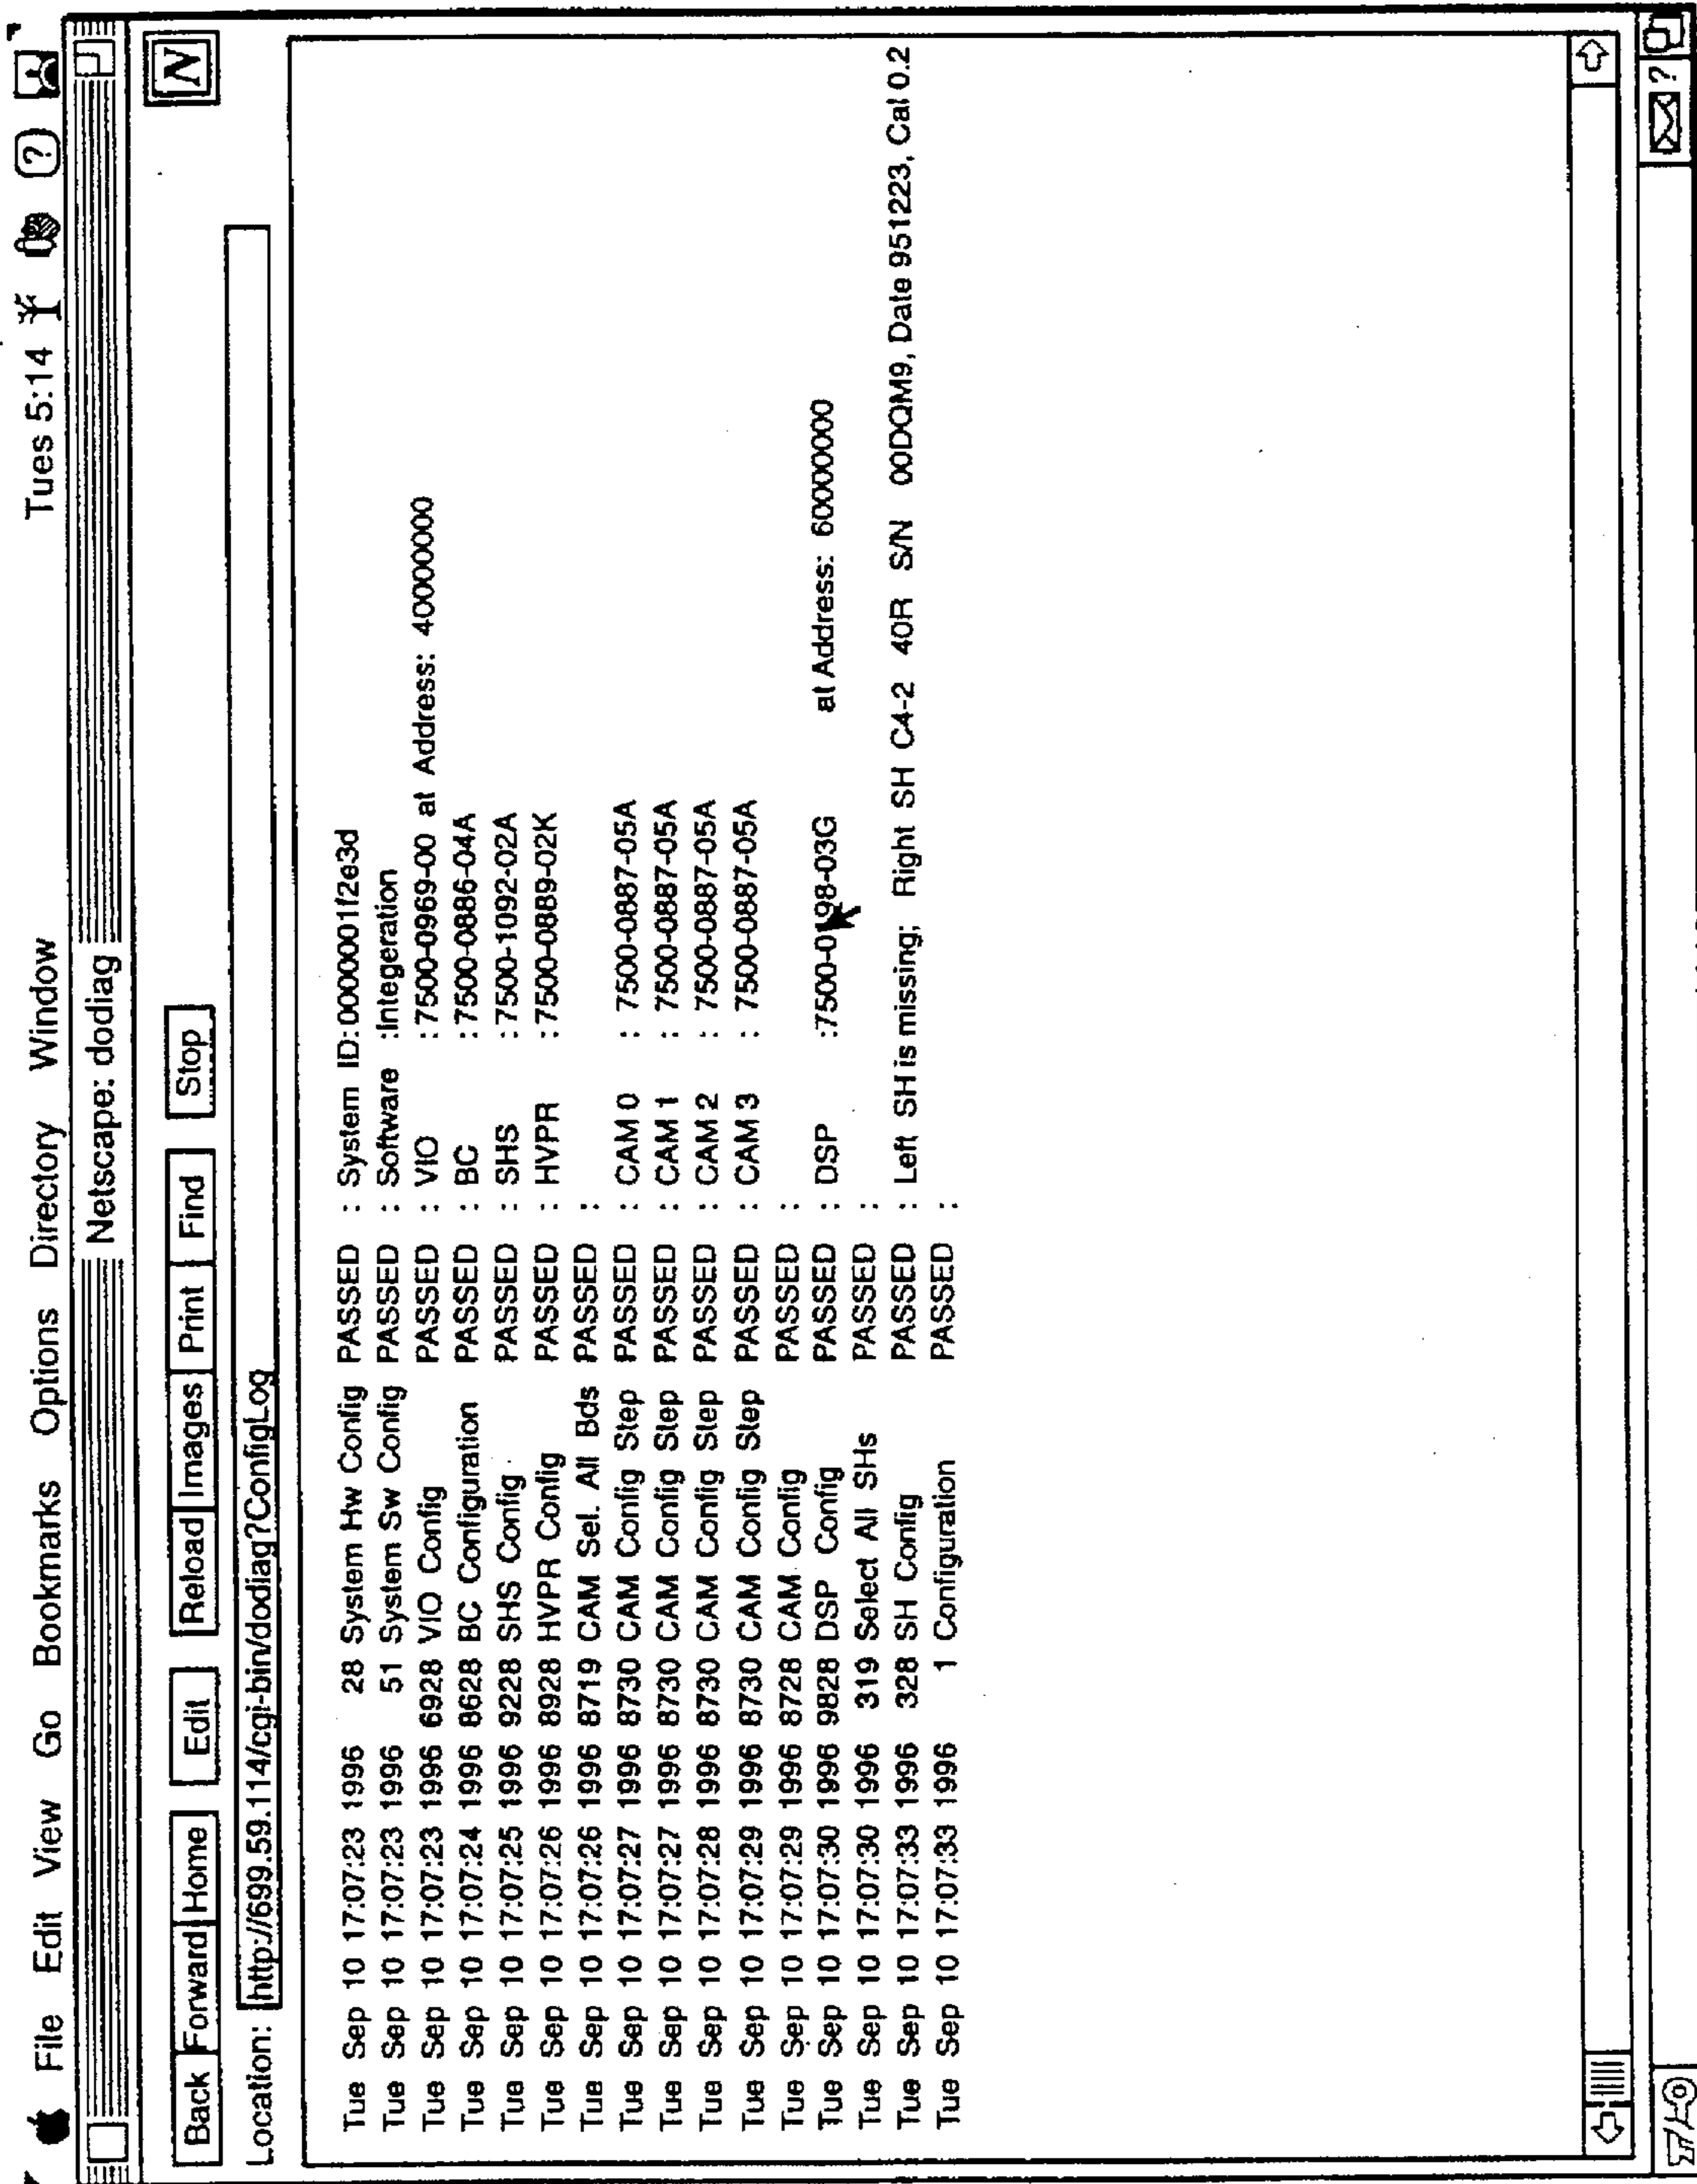 File Edit View Go Bookmarks Options Directory Window Tues 5:14 ?
Netscape: dodiag
Back Forward Home Edit Reload Images Print Find Stop N
Location: http://699.59.114/cgi-bin/dodiag?ConfigLog
Tue Sep 10 17:07:23 1996 28 System Hw Config PASSED : System ID:000001f2e3d
Tue Sep 10 17:07:23 1996 51 System Sw Config PASSED : Software :Integeration
Tue Sep 10 17:07:23 1996 6928 VIO Config PASSED : VIO : 7500-0969-00 at Address: 40000000
Tue Sep 10 17:07:24 1996 8628 BC Configuration PASSED : BC : 7500-0886-04A
Tue Sep 10 17:07:25 1996 9228 SHS Config PASSED : SHS : 7500-1092-02A
Tue Sep 10 17:07:26 1996 8928 HVPR Config PASSED : HVPR : 7500-0889-02K
Tue Sep 10 17:07:26 1996 8719 CAM Sel. All Bds PASSED :
Tue Sep 10 17:07:27 1996 8730 CAM Config Step PASSED : CAM 0 : 7500-0887-05A
Tue Sep 10 17:07:27 1996 8730 CAM Config Step PASSED : CAM 1 : 7500-0887-05A
Tue Sep 10 17:07:28 1996 8730 CAM Config Step PASSED : CAM 2 : 7500-0887-05A
Tue Sep 10 17:07:29 1996 8730 CAM Config Step PASSED : CAM 3 : 7500-0887-05A
Tue Sep 10 17:07:29 1996 8728 CAM Config PASSED :
Tue Sep 10 17:07:30 1996 9828 DSP Config PASSED : DSP at Address: 60000000
Tue Sep 10 17:07:30 1996 319 Select All SHs PASSED :
Tue Sep 10 17:07:33 1996 328 SH Config PASSED : Left SH is missing; Right SH C4-2 40R S/N 00DQM9, Date 951223, Cal 0.2
Tue Sep 10 17:07:33 1996 1 Configuration PASSED :
?